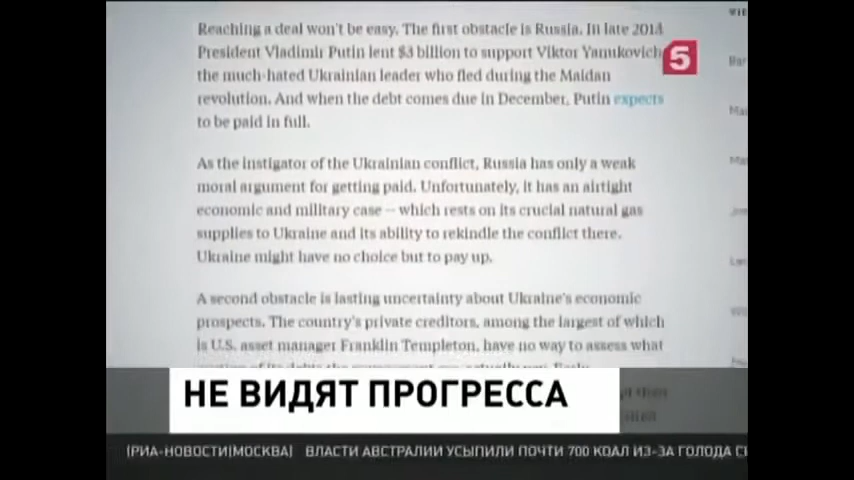 Reaching a deal won't be easy. The first obstacle is Russia. In late 2013
President Vladimir Putin lent $3 billion to support Viktor Yanukovich,
5
the much-hated Ukrainian leader who fled during the Maidan
revolution. And when the debt comes due in December, Putin expects
to be paid in full.
As the instigator of the Ukrainian conflict, Russia has only a weak
moral argument for getting paid. Unfortunately, it has an airtight
economic and military case – which rests on its crucial natural gas
supplies to Ukraine and its ability to rekindle the conflict there.
Ukraine might have no choice but to pay up.
A second obstacle is lasting uncertainty about Ukraine's economic
prospects. The country's private creditors, among the largest of which
is U.S. asset manager Franklin Templeton, have no way to assess what
НЕ ВИДЯТ ПРОГРЕССА
(РИА-НОВОСТИ|МОСКВА) ВЛАСТИ АВСТРАЛИИ УСЫПИЛИ ПОЧТИ 700 КОАЛ ИЗ-ЗА ГОЛОДА